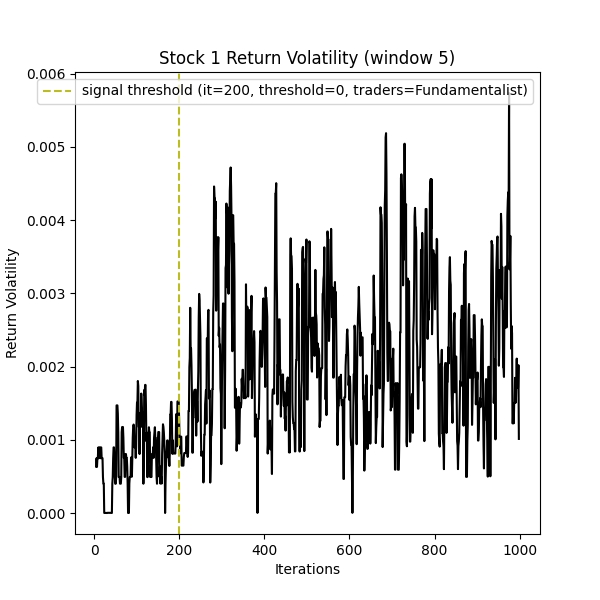 Stock 1 Return Volatility (window 5)
signal threshold (it=200, threshold=0, traders=Fundamentalist)
0.006
0.005
0.004
0.003
0.002
0.001
0.000
Return Volatility
0 200 400 600 800 1000
Iterations